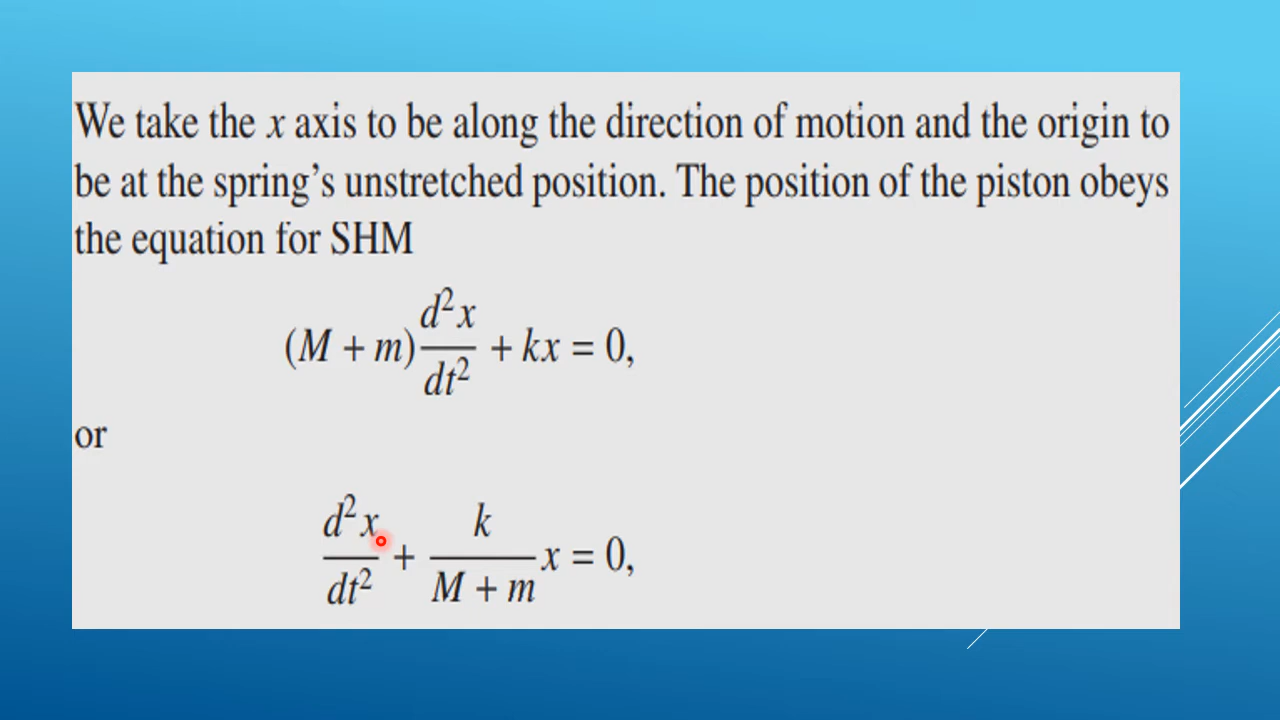 We take the x axis to be along the direction of motion and the origin to
be at the spring’s unstretched position. The position of the piston obeys
the equation for SHM
(M + m) d²x/dt² + kx = 0,
or
d²x/dt² + k/(M + m) x = 0,